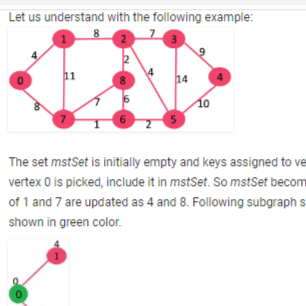 Let us understand with the following example:
8 7
1 2 3
4 2 9
0 11 8 4 14 4
8 7 6 10
7 6 5
1 2
The set mstSet is initially empty and keys assigned to ve
vertex 0 is picked, include it in mstSet. So mstSet becom
of 1 and 7 are updated as 4 and 8. Following subgraph s
shown in green color.
4
1
0
0